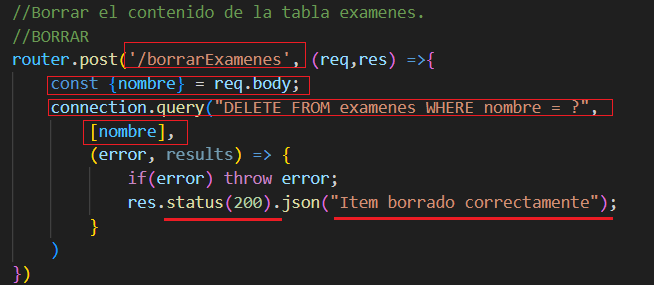 //Borrar el contenido de la tabla examenes.
//BORRAR
router.post('/borrarExamenes', (req,res) =>{
const {nombre} = req.body;
connection.query("DELETE FROM examenes WHERE nombre = ?",
[nombre],
(error, results) => {
if(error) throw error;
res.status(200).json("Item borrado correctamente");
}
)
})